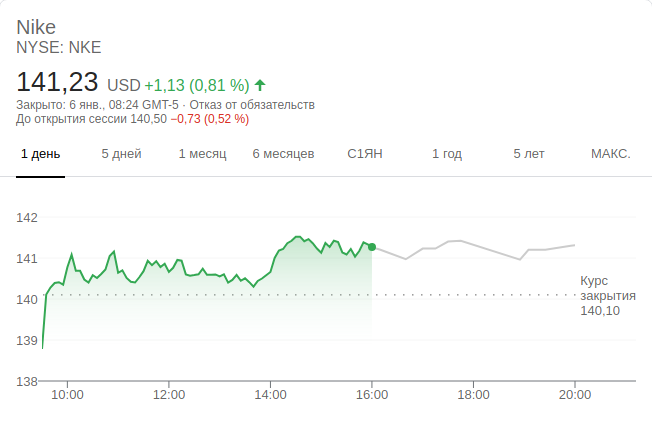 Nike
NYSE: NKE
141,23 USD +1,13 (0,81 %)
Закрыто: 6 янв., 08:24 GMT-5 · Отказ от обязательств
До открытия сессии 140,50 −0,73 (0,52 %)
1 день 5 дней 1 месяц 6 месяцев С1ЯН 1 год 5 лет МАКС.
142
141
140
139
138
Курс
закрытия
140,10
10:00 12:00 14:00 16:00 18:00 20:00